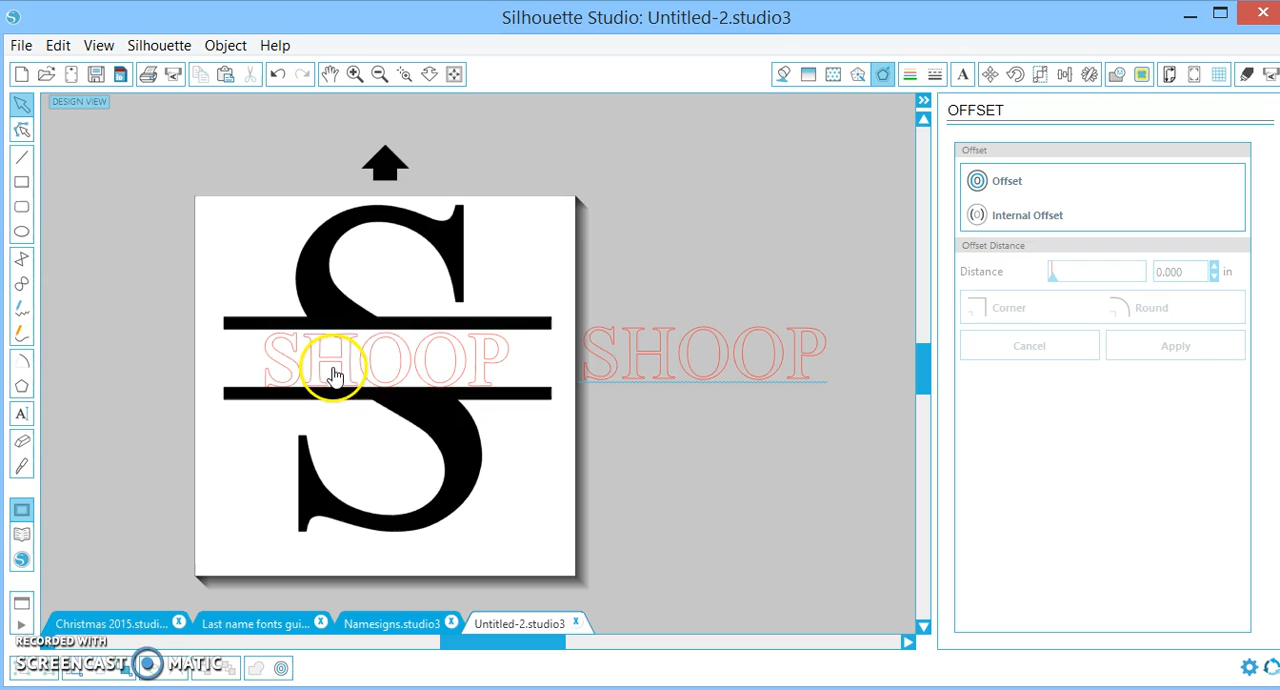 Silhouette Studio: Untitled-2.studio3
File Edit View Silhouette Object Help
DESIGN VIEW
OFFSET
Offset
Offset
Internal Offset
Offset Distance
Distance 0.000 in
Corner Round
Cancel Apply
S
SHOOP SHOOP
Christmas 2015.studi... Last name fonts gui... Namesigns.studio3 Untitled-2.studio3
RECORDED WITH
SCREENCAST MATIC